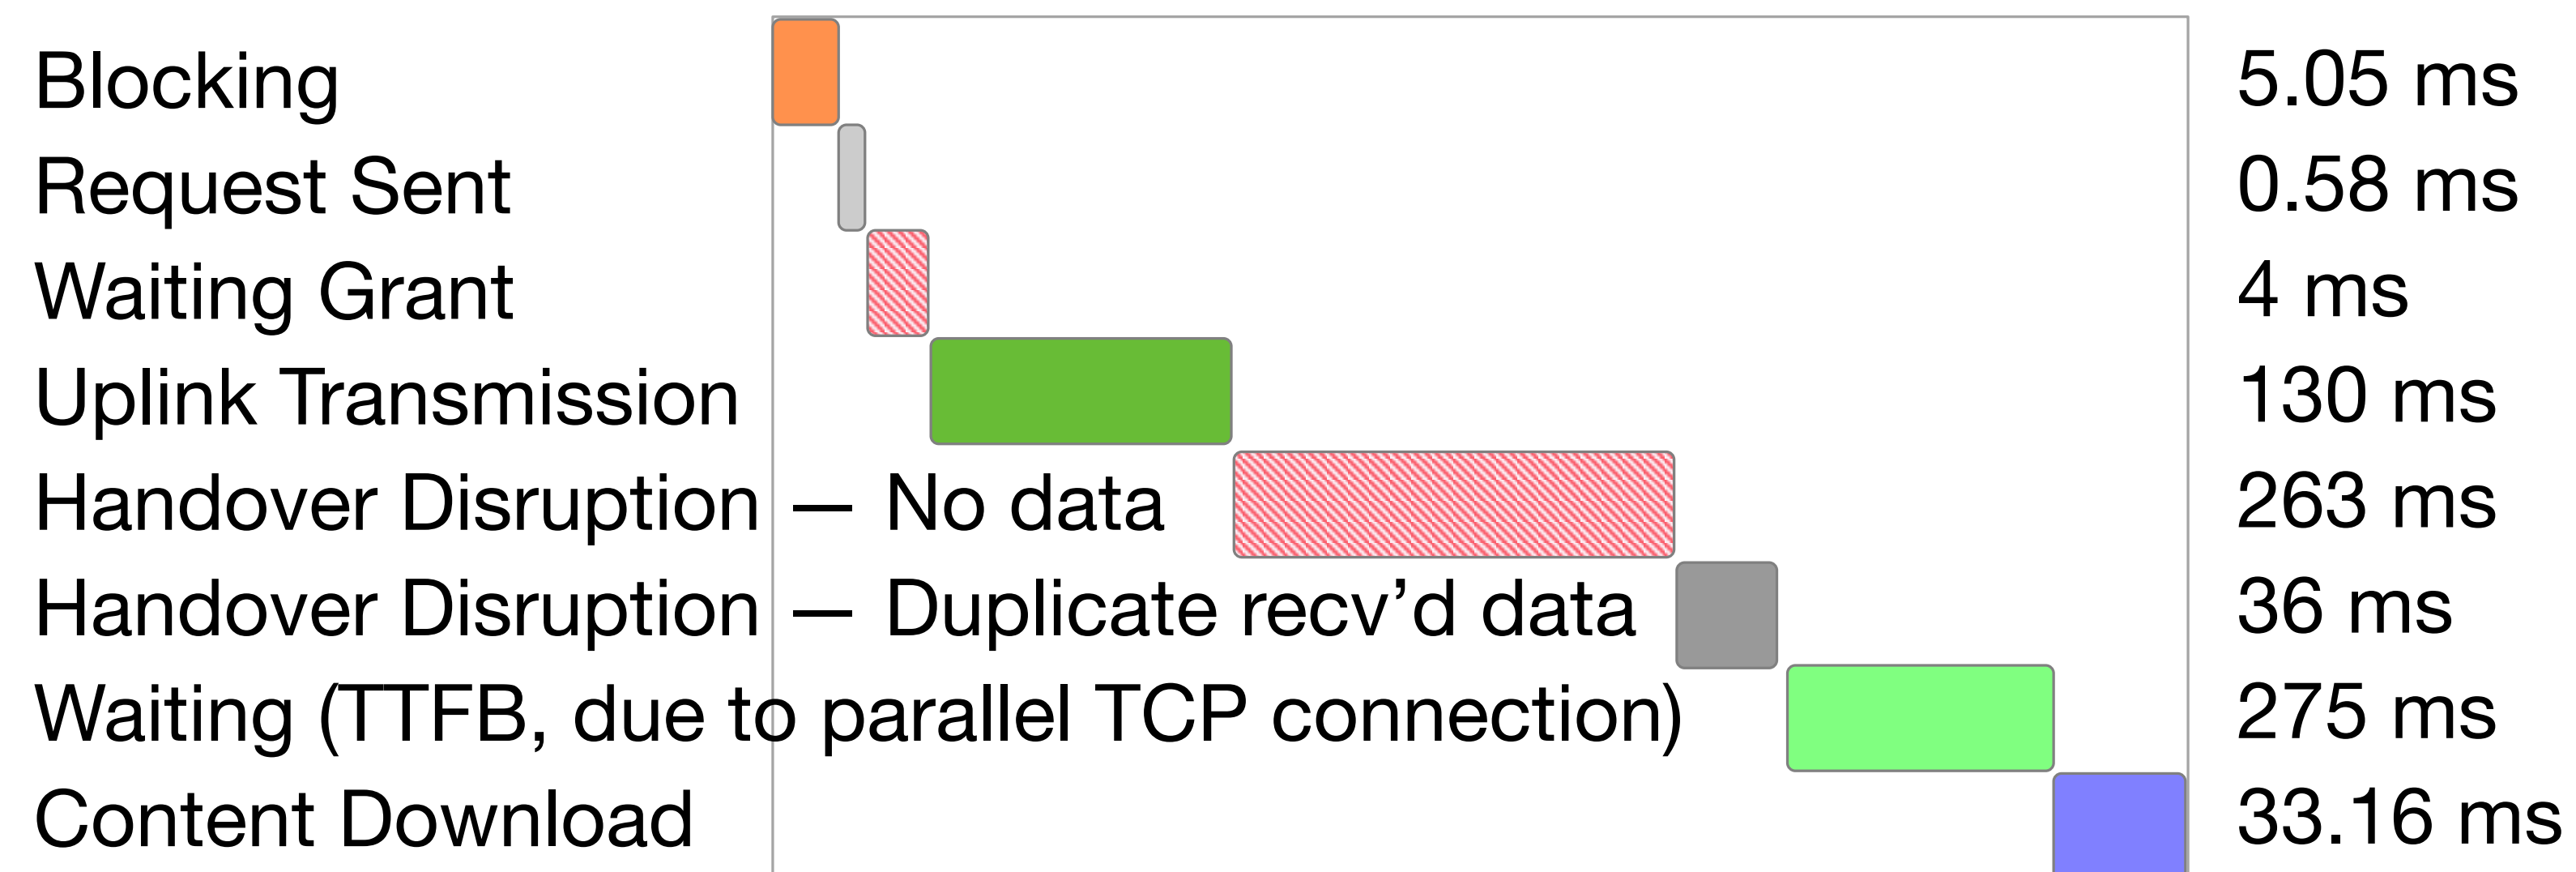 Blocking 5.05 ms
Request Sent 0.58 ms
Waiting Grant 4 ms
Uplink Transmission 130 ms
Handover Disruption — No data 263 ms
Handover Disruption — Duplicate recv’d data 36 ms
Waiting (TTFB, due to parallel TCP connection) 275 ms
Content Download 33.16 ms